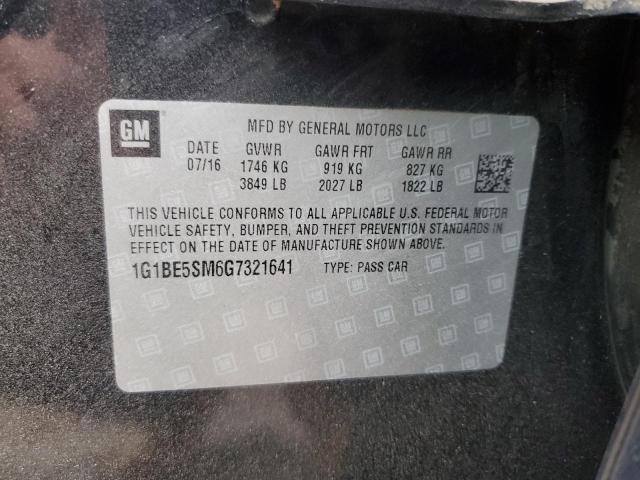 GM
MFD BY GENERAL MOTORS LLC
DATE GVWR GAWR FRT GAWR RR
07/16 1746 KG 919 KG 827 KG
3849 LB 2027 LB 1822 LB
THIS VEHICLE CONFORMS TO ALL APPLICABLE U.S. FEDERAL MOTOR
VEHICLE SAFETY, BUMPER, AND THEFT PREVENTION STANDARDS IN
EFFECT ON THE DATE OF MANUFACTURE SHOWN ABOVE.
1G1BE5SM6G7321641 TYPE: PASS CAR